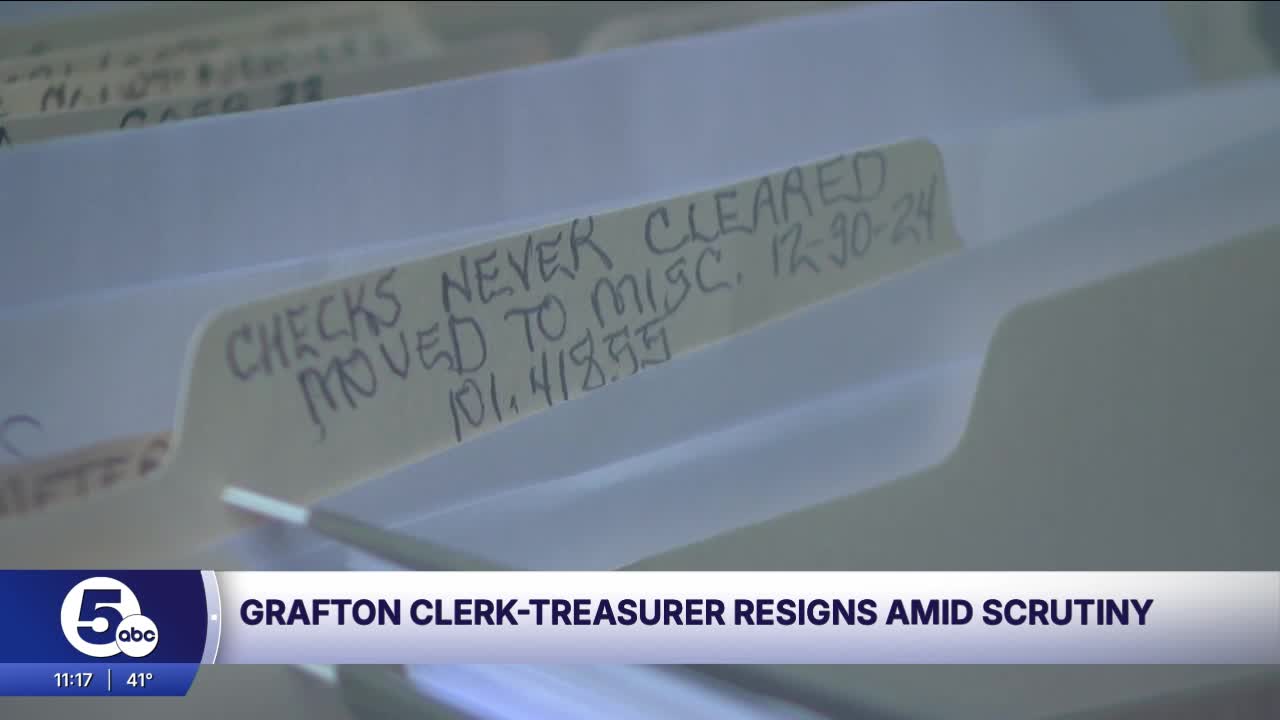 CHECKS NEVER CLEARED
MOVED TO MISC. 12-30-24
101,418.55
GRAFTON CLERK-TREASURER RESIGNS AMID SCRUTINY
5
abc
11:17 | 41°